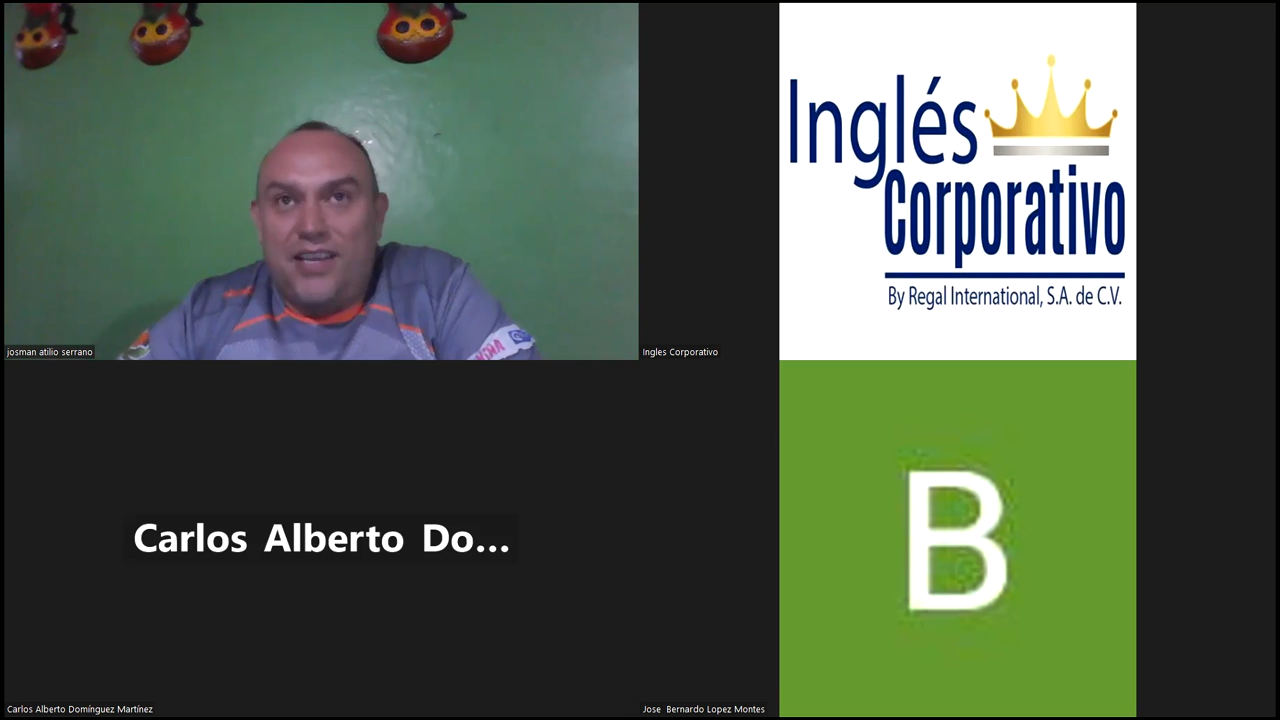 josman atilio serrano
Inglés
Corporativo
By Regal International, S.A. de C.V.
Ingles Corporativo
Carlos Alberto Do...
Carlos Alberto Domínguez Martínez
B
Jose Bernardo Lopez Montes